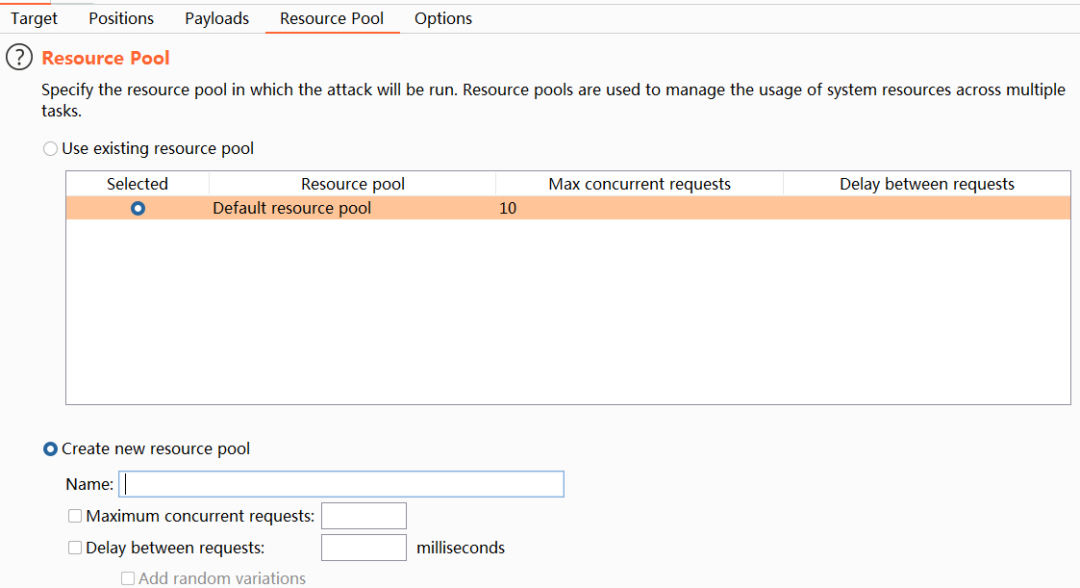 Target Positions Payloads Resource Pool Options
? Resource Pool
Specify the resource pool in which the attack will be run. Resource pools are used to manage the usage of system resources across multiple
tasks.
Use existing resource pool
Selected Resource pool Max concurrent requests Delay between requests
Default resource pool 10
Create new resource pool
Name:
Maximum concurrent requests:
Delay between requests: milliseconds
Add random variations